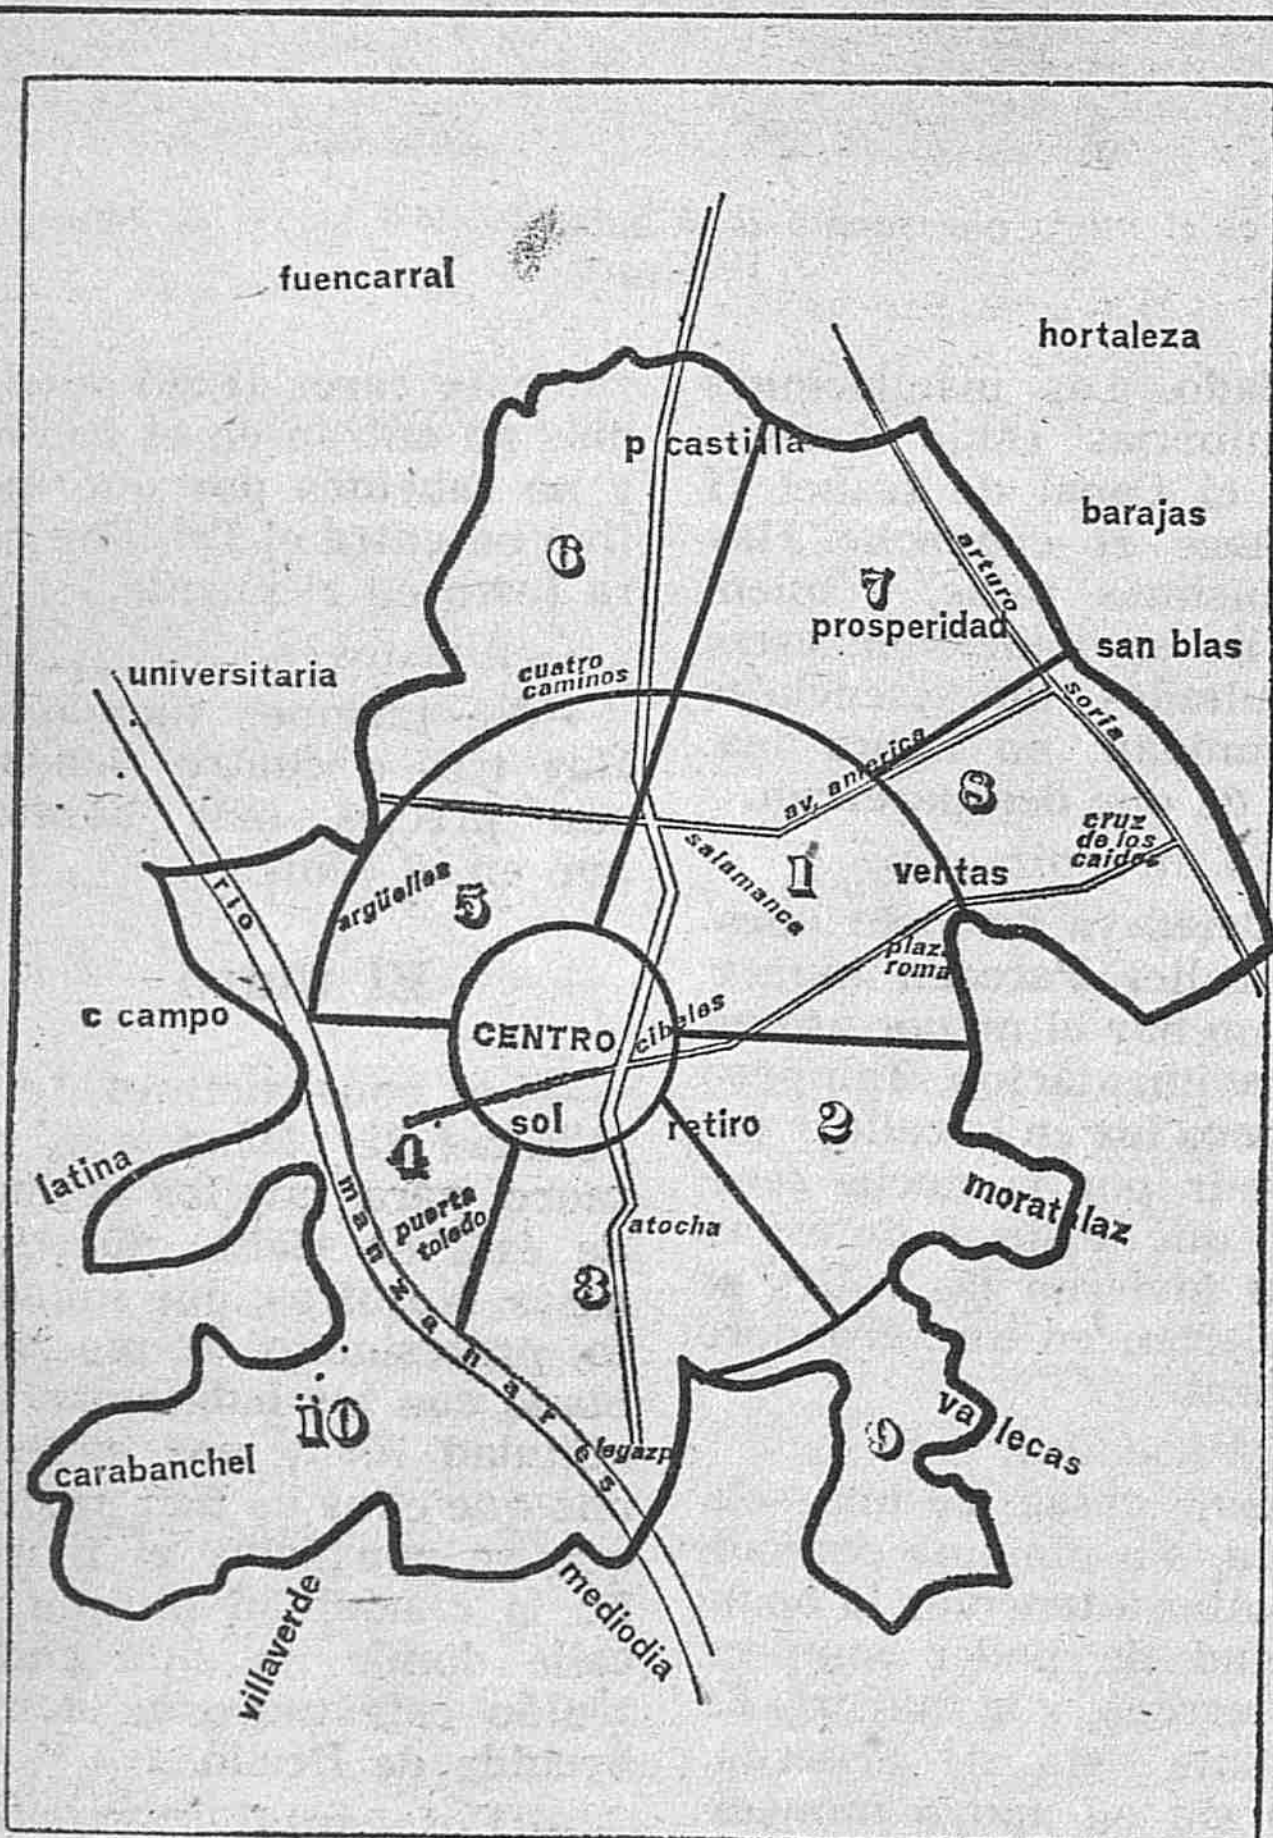 fuencarral
hortaleza
p castilla
barajas
6
arturo
7
prosperidad
san blas
cuatro
caminos
universitaria
soria
av. america
8
cruz
de los
caidos
salamanca
1
ventas
argüelles
5
rio
plaza
roma
c campo
CENTRO
cibeles
sol
retiro
2
4
latina
puerta
toledo
manzanares
moratalaz
atocha
3
10
vallecas
9
carabanchel
legazpi
mediodia
villaverde